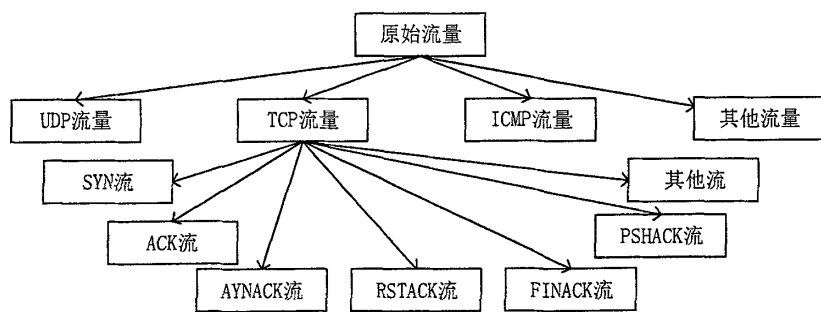 原始流量
UDP流量
TCP流量
ICMP流量
其他流量
SYN流
其他流
ACK流
PSHACK流
AYNACK流
RSTACK流
FINACK流